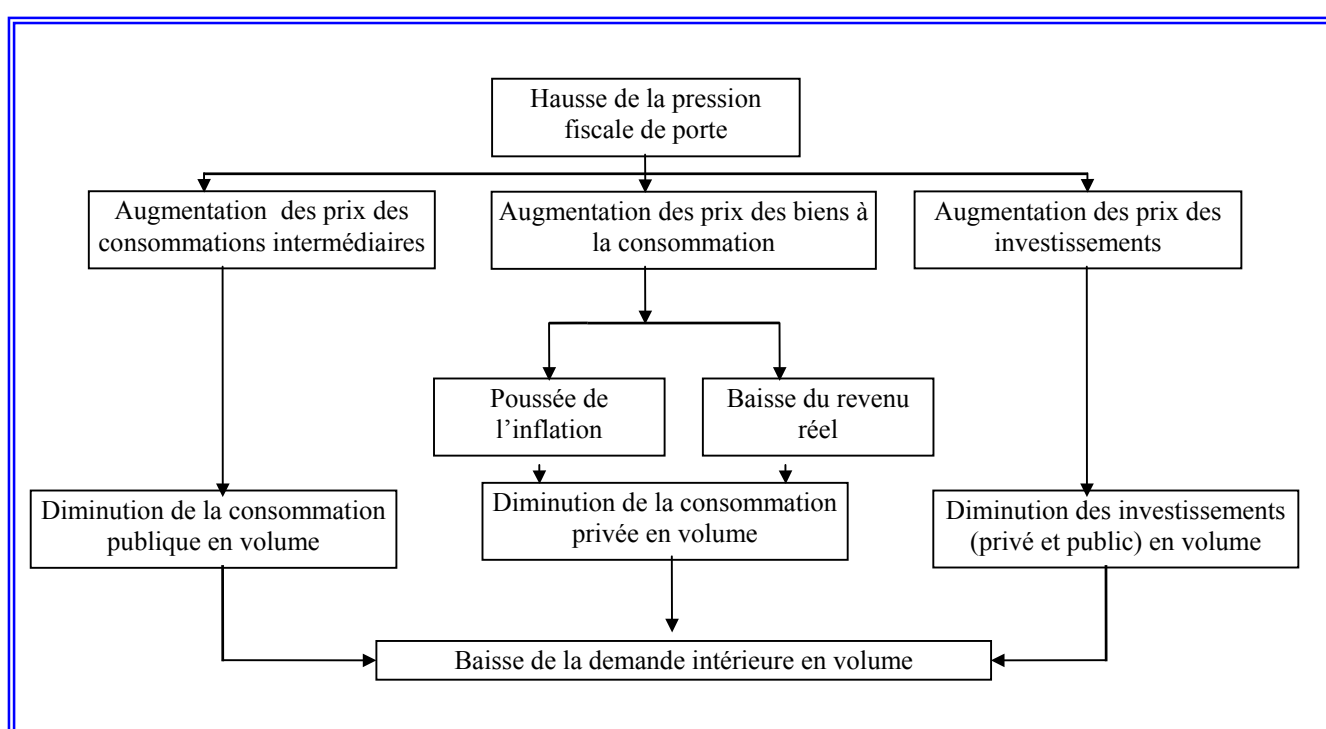 Hausse de la pression
fiscale de porte
Augmentation des prix des
consommations intermédiaires
Augmentation des prix des biens à
la consommation
Augmentation des prix des
investissements
Poussée de
l’inflation
Baisse du revenu
réel
Diminution de la consommation
publique en volume
Diminution de la consommation
privée en volume
Diminution des investissements
(privé et public) en volume
Baisse de la demande intérieure en volume